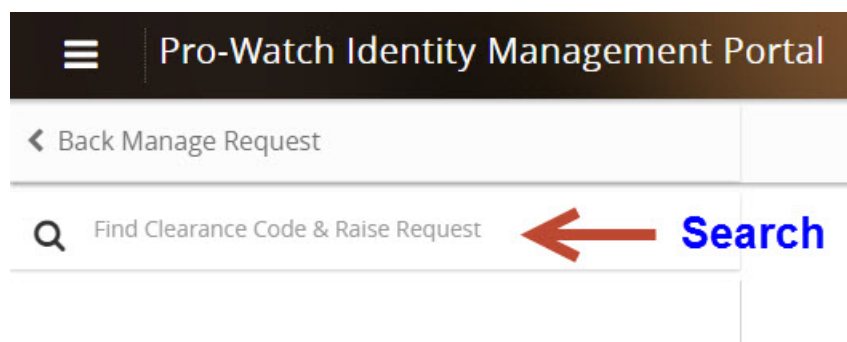 Pro-Watch Identity Management Portal
Back Manage Request
Find Clearance Code & Raise Request
Search